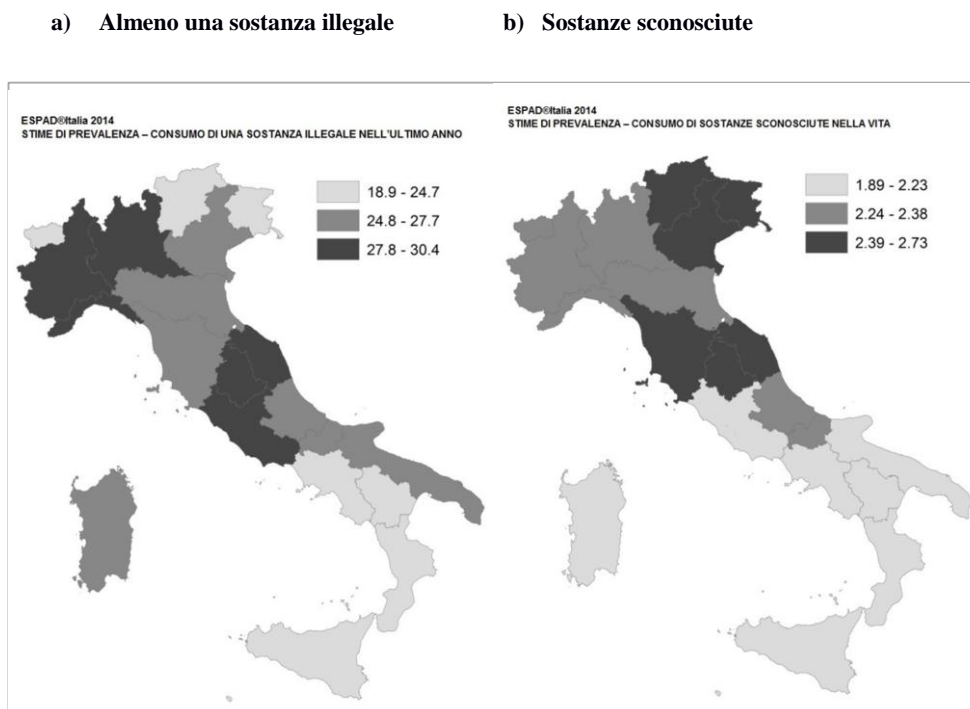 a) Almeno una sostanza illegale
b) Sostanze sconosciute
ESPAD®Italia 2014
STIME DI PREVALENZA – CONSUMO DI UNA SOSTANZA ILLEGALE NELL'ULTIMO ANNO
18.9 - 24.7
24.8 - 27.7
27.8 - 30.4
ESPAD®Italia 2014
STIME DI PREVALENZA – CONSUMO DI SOSTANZE SCONOSCIUTE NELLA VITA
1.89 - 2.23
2.24 - 2.38
2.39 - 2.73